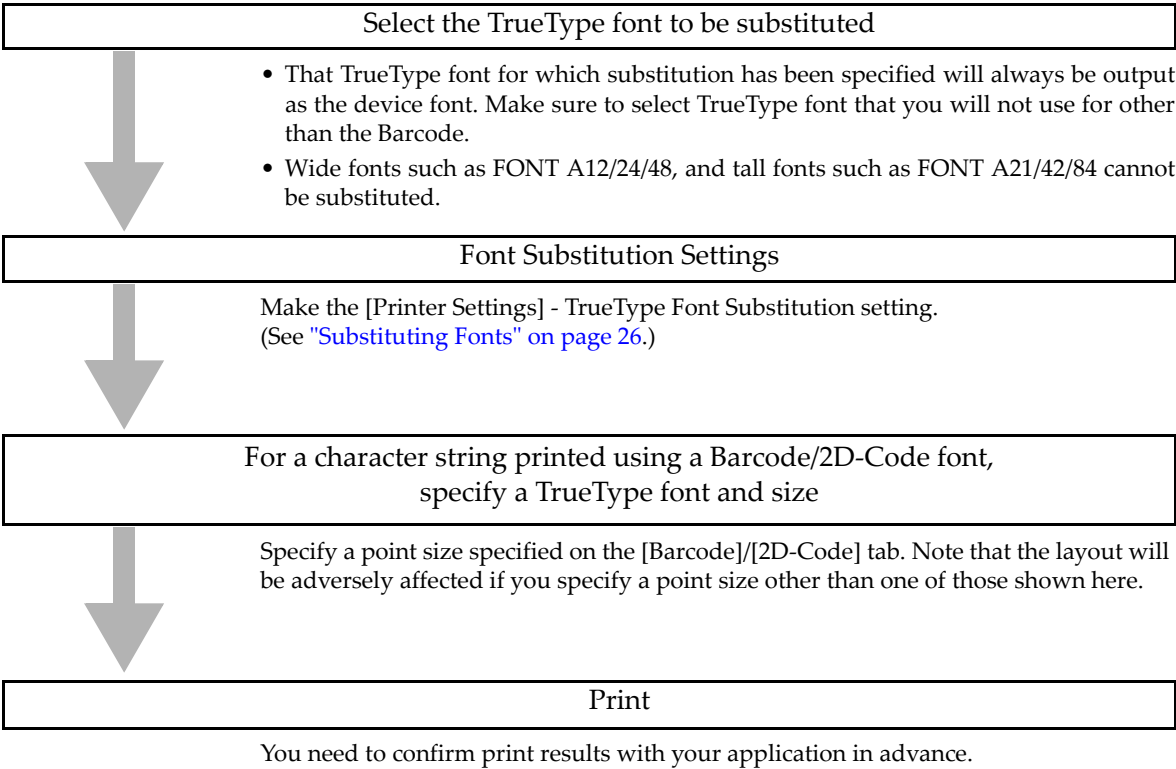 Select the TrueType font to be substituted
• That TrueType font for which substitution has been specified will always be output
as the device font. Make sure to select TrueType font that you will not use for other
than the Barcode.
• Wide fonts such as FONT A12/24/48, and tall fonts such as FONT A21/42/84 cannot
be substituted.
Font Substitution Settings
Make the [Printer Settings] - TrueType Font Substitution setting.
(See "Substituting Fonts" on page 26.)
For a character string printed using a Barcode/2D-Code font,
specify a TrueType font and size
Specify a point size specified on the [Barcode]/[2D-Code] tab. Note that the layout will
be adversely affected if you specify a point size other than one of those shown here.
Print
You need to confirm print results with your application in advance.